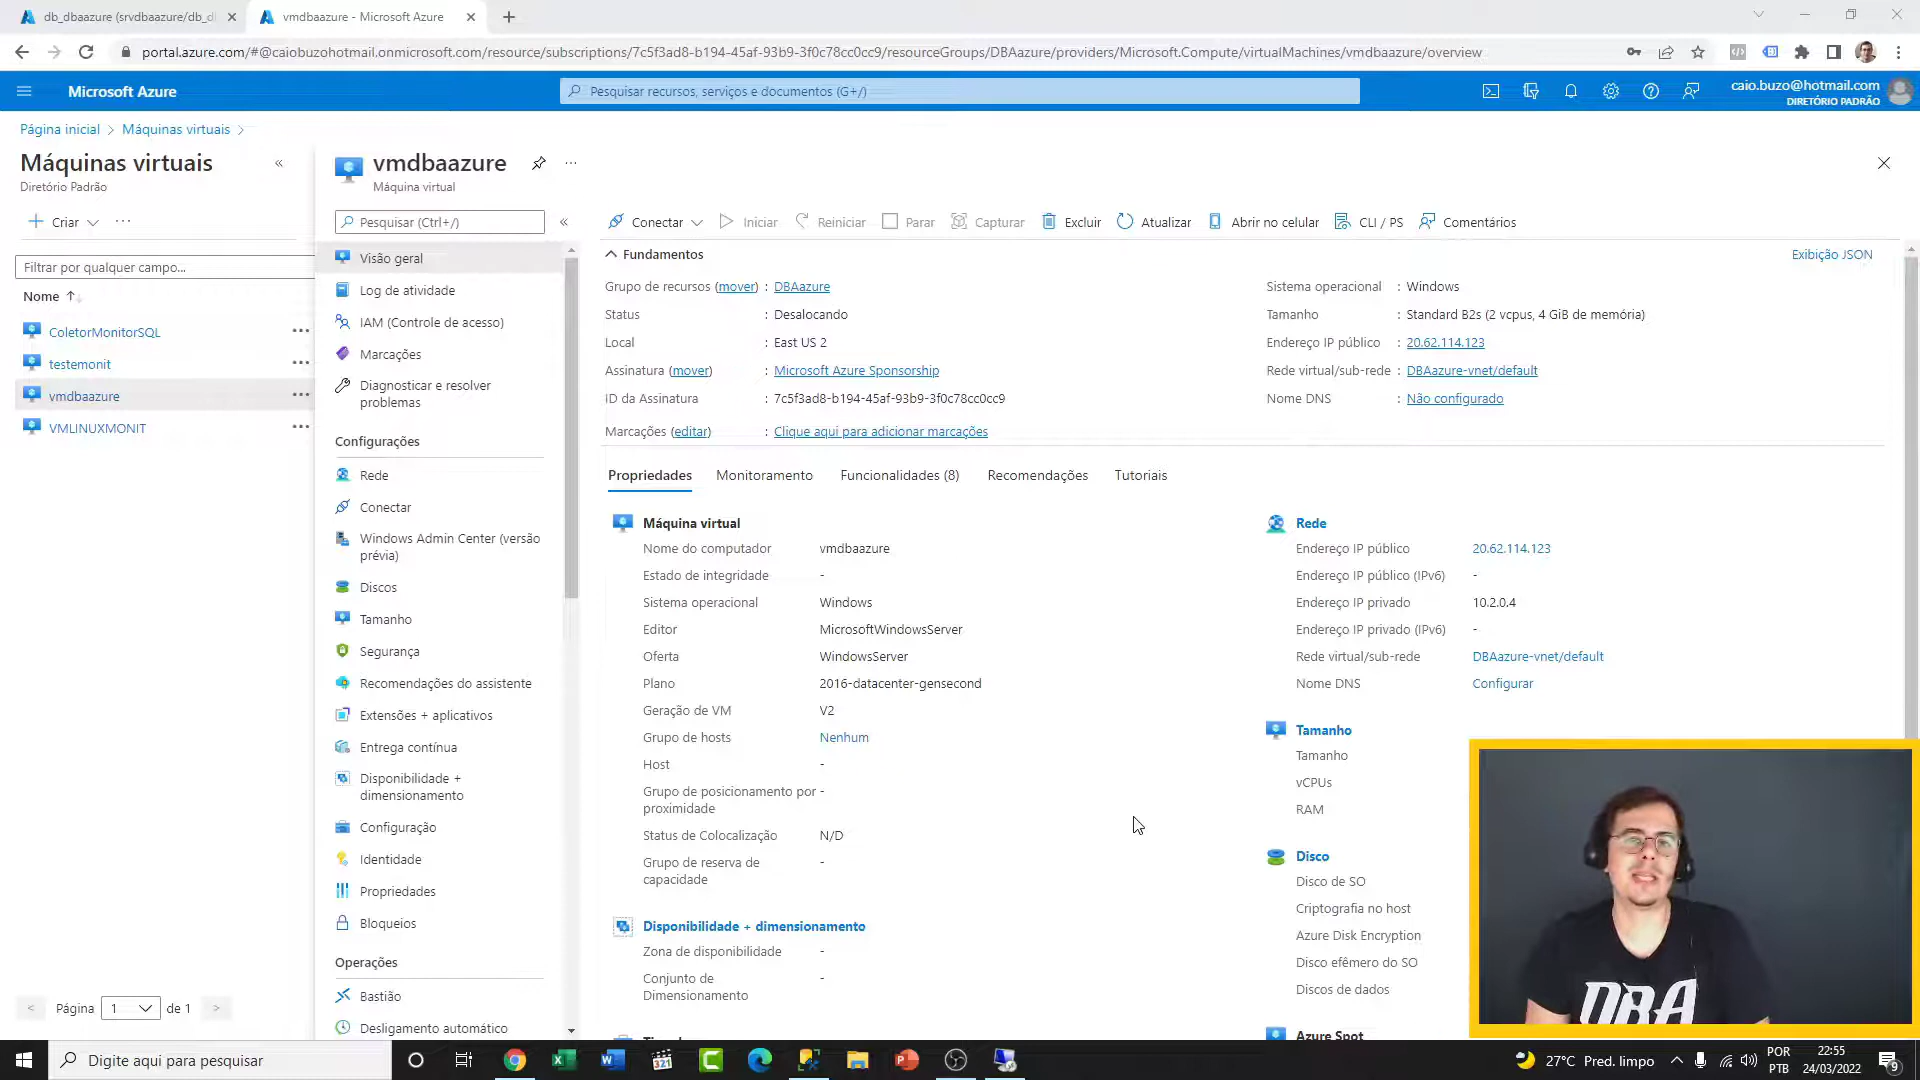 db_dbaazure (srvdbaazure/db_d
vmdbaazure - Microsoft Azure
portal.azure.com/#@caiobuzohotmail.onmicrosoft.com/resource/subscriptions/7c5f3ad8-b194-45af-93b9-3f0c78cc0cc9/resourceGroups/DBAazure/providers/Microsoft.Compute/virtualMachines/vmdbaazure/overview
Microsoft Azure
Pesquisar recursos, serviços e documentos (G+/)
caio.buzo@hotmail.com
DIRETÓRIO PADRÃO
Página inicial > Máquinas virtuais >
Máquinas virtuais
Diretório Padrão
+ Criar
Filtrar por qualquer campo...
Nome ↑
ColetorMonitorSQL
testemonit
vmdbaazure
VMLINUXMONIT
< Página 1 de 1 >
vmdbaazure
Máquina virtual
Pesquisar (Ctrl+/)
Visão geral
Log de atividade
IAM (Controle de acesso)
Marcações
Diagnosticar e resolver
problemas
Configurações
Rede
Conectar
Windows Admin Center (versão
prévia)
Discos
Tamanho
Segurança
Recomendações do assistente
Extensões + aplicativos
Entrega contínua
Disponibilidade +
dimensionamento
Configuração
Identidade
Propriedades
Bloqueios
Operações
Bastião
Desligamento automático
Conectar Iniciar Reiniciar Parar Capturar Excluir Atualizar Abrir no celular CLI / PS Comentários
Fundamentos
Exibição JSON
Grupo de recursos (mover) : DBAazure
Status : Desalocando
Local : East US 2
Assinatura (mover) : Microsoft Azure Sponsorship
ID da Assinatura : 7c5f3ad8-b194-45af-93b9-3f0c78cc0cc9
Marcações (editar) : Clique aqui para adicionar marcações
Sistema operacional : Windows
Tamanho : Standard B2s (2 vcpus, 4 GiB de memória)
Endereço IP público : 20.62.114.123
Rede virtual/sub-rede : DBAazure-vnet/default
Nome DNS : Não configurado
Propriedades Monitoramento Funcionalidades (8) Recomendações Tutoriais
Máquina virtual
Nome do computador vmdbaazure
Estado de integridade -
Sistema operacional Windows
Editor MicrosoftWindowsServer
Oferta WindowsServer
Plano 2016-datacenter-gensecond
Geração de VM V2
Grupo de hosts Nenhum
Host -
Grupo de posicionamento por -
proximidade
Status de Colocalização N/D
Grupo de reserva de -
capacidade
Disponibilidade + dimensionamento
Zona de disponibilidade -
Conjunto de -
Dimensionamento
Rede
Endereço IP público 20.62.114.123
Endereço IP público (IPv6) -
Endereço IP privado 10.2.0.4
Endereço IP privado (IPv6) -
Rede virtual/sub-rede DBAazure-vnet/default
Nome DNS Configurar
Tamanho
Tamanho
vCPUs
RAM
Disco
Disco de SO
Criptografia no host
Azure Disk Encryption
Disco efêmero do SO
Discos de dados
Azure Spot
DBA
Digite aqui para pesquisar
321
27°C Pred. limpo
POR
PTB
22:55
24/03/2022
9